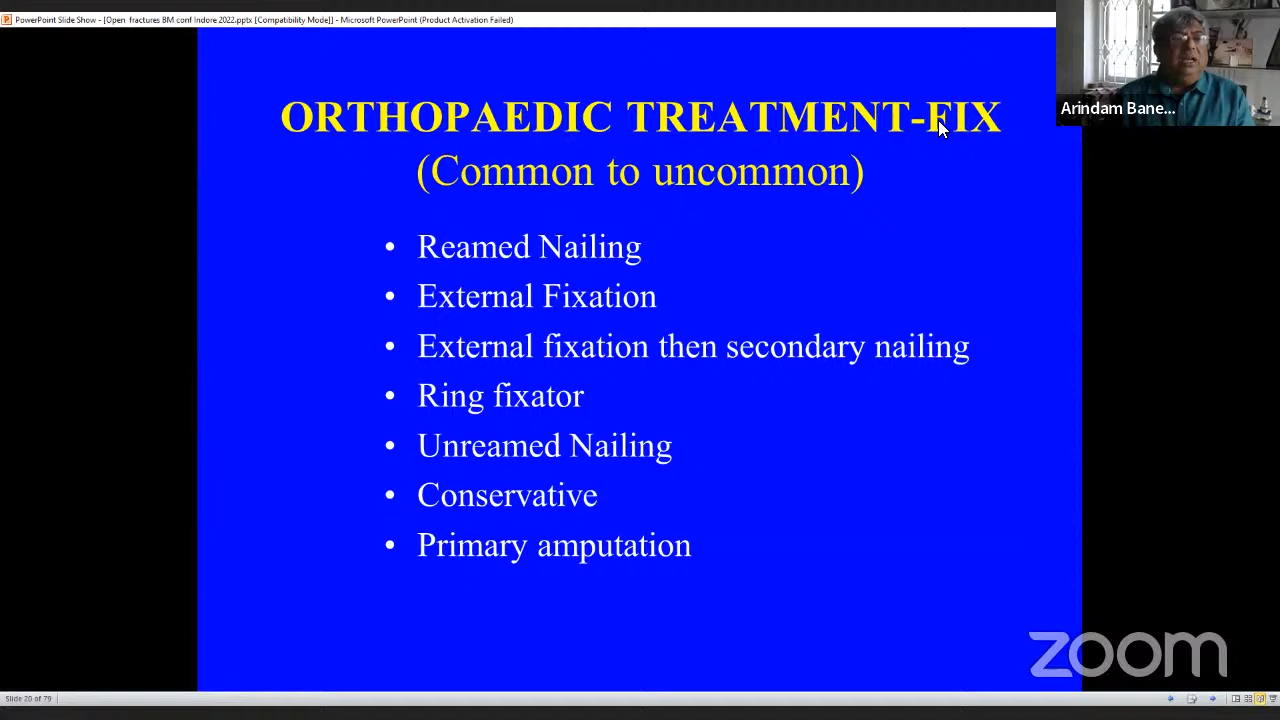 PowerPoint Slide Show - [Open fractures BM conf Indore 2022.pptx [Compatibility Mode]] - Microsoft PowerPoint (Product Activation Failed)
Arindam Bane...
ORTHOPAEDIC TREATMENT-FIX
(Common to uncommon)
• Reamed Nailing
• External Fixation
• External fixation then secondary nailing
• Ring fixator
• Unreamed Nailing
• Conservative
• Primary amputation
zoom
Slide 20 of 79